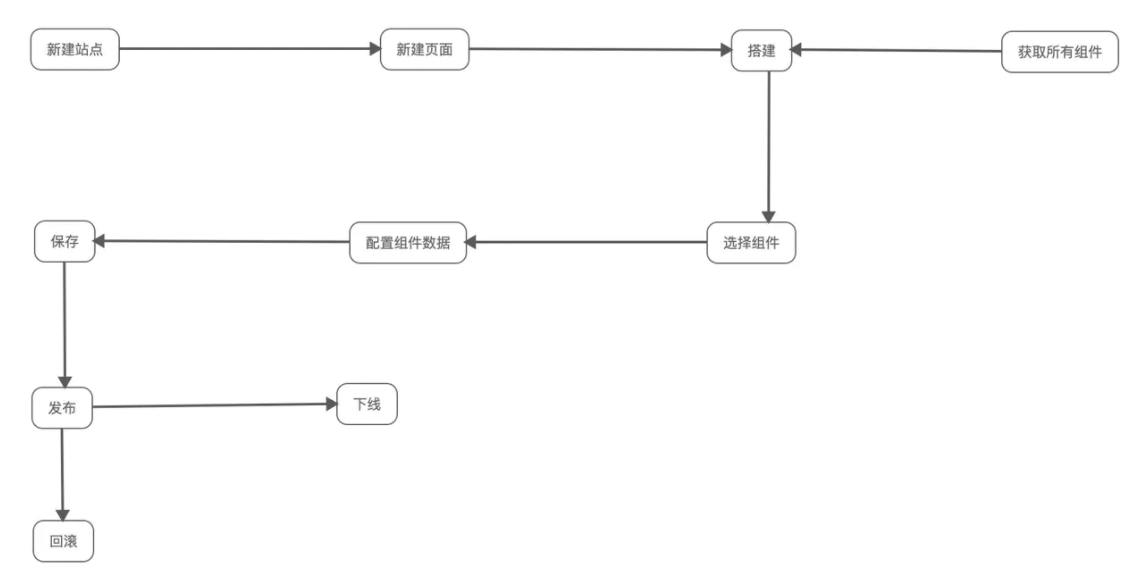 新建站点
新建页面
搭建
获取所有组件
保存
配置组件数据
选择组件
发布
下线
回滚